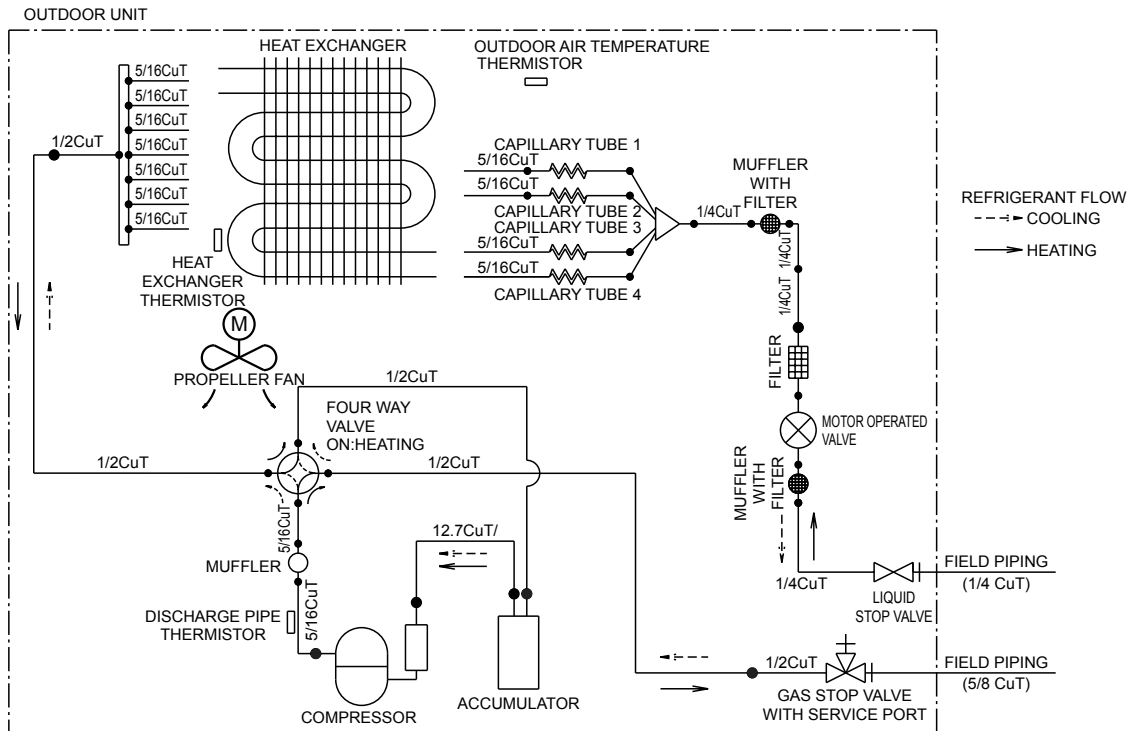 OUTDOOR UNIT
HEAT EXCHANGER
OUTDOOR AIR TEMPERATURE
THERMISTOR
5/16CuT
5/16CuT
5/16CuT
5/16CuT
5/16CuT
5/16CuT
5/16CuT
1/2CuT
CAPILLARY TUBE 1
5/16CuT
5/16CuT
CAPILLARY TUBE 2
CAPILLARY TUBE 3
5/16CuT
5/16CuT
CAPILLARY TUBE 4
1/4CuT
MUFFLER
WITH
FILTER
1/4CuT
1/4CuT
REFRIGERANT FLOW
COOLING
HEATING
HEAT
EXCHANGER
THERMISTOR
M
PROPELLER FAN
FILTER
MOTOR OPERATED
VALVE
MUFFLER
WITH
FILTER
1/2CuT
FOUR WAY
VALVE
ON:HEATING
1/2CuT
1/2CuT
5/16CuT
MUFFLER
5/16CuT
DISCHARGE PIPE
THERMISTOR
12.7CuT/
COMPRESSOR
ACCUMULATOR
1/4CuT
LIQUID
STOP VALVE
FIELD PIPING
(1/4 CuT)
1/2CuT
GAS STOP VALVE
WITH SERVICE PORT
FIELD PIPING
(5/8 CuT)